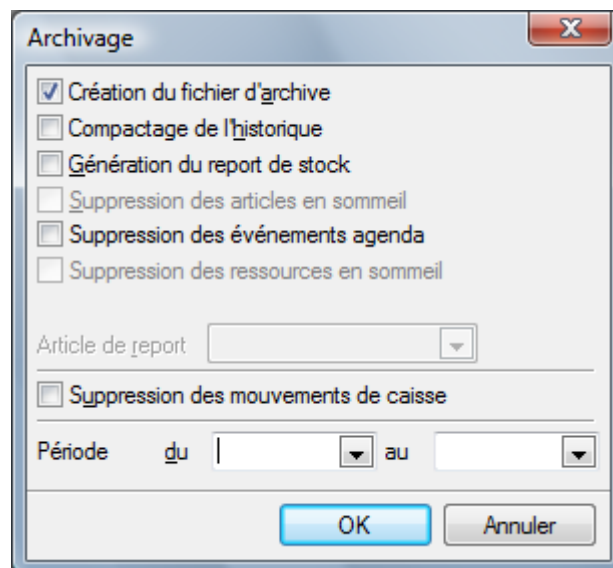 Archivage
Création du fichier d'archive
Compactage de l'historique
Génération du report de stock
Suppression des articles en sommeil
Suppression des événements agenda
Suppression des ressources en sommeil
Article de report
Suppression des mouvements de caisse
Période du au
OK Annuler